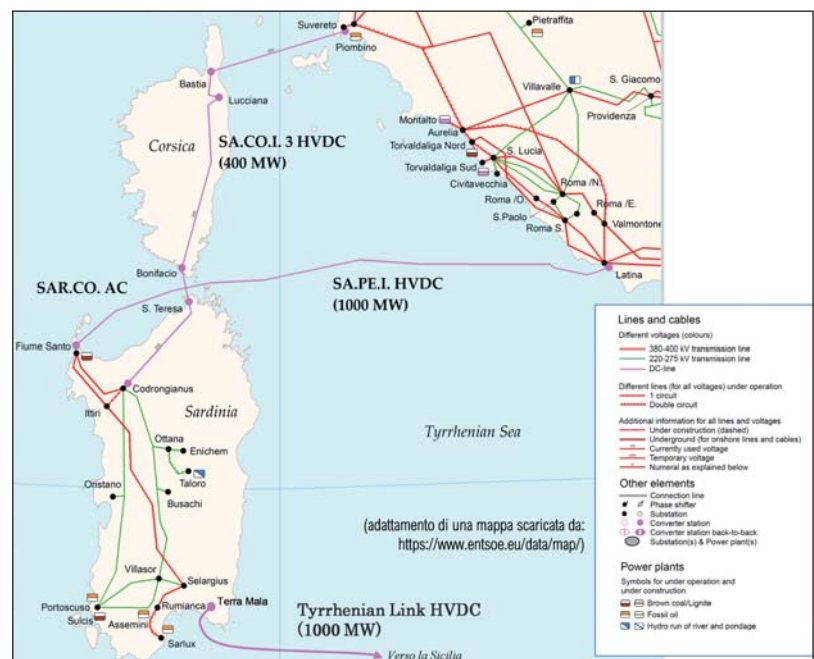 Suvereto
Piombino
Pietraffita
Bastia
Lucciana
Villavalle
S. Giacomo
Providenza
Montalto
Aurelia
Corsica
SA.CO.I. 3 HVDC
(400 MW)
Torvaldaliga Nord
S. Lucia
Torvaldaliga Sud
Civitavecchia
Roma /N.
Roma /O.
Roma /E.
S.Paolo
Roma S.
Valmontone
Bonifacio
Latina
SAR.CO. AC
SA.PE.I. HVDC
(1000 MW)
S. Teresa
Fiume Santo
Codrongianus
Ittiri
Sardinia
Tyrrhenian Sea
Ottana
Enichem
Taloro
Oristano
Busachi
(adattamento di una mappa scaricata da:
https://www.entsoe.eu/data/map/)
Villasor
Selargius
Portoscuso
Rumianca
Terra Mala
Sulcis
Assemini
Sarlux
Tyrrhenian Link HVDC
(1000 MW)
Verso la Sicilia
Lines and cables
Different voltages (colours)
380-400 kV transmission line
220-275 kV transmission line
DC-line
Different lines (for all voltages) under operation
1 circuit
Double circuit
Additional information for all lines and voltages
Under construction (dashed)
Underground (for onshore lines and cables)
Currently used voltage
Temporary voltage
Numeral as explained below
Other elements
Connection line
Phase shifter
Substation
Converter station
Converter station back-to-back
Substation(s) & Power plant(s)
Power plants
Symbols for under operation and
under construction
Brown coal/Lignite
Fossil oil
Hydro run of river and pondage